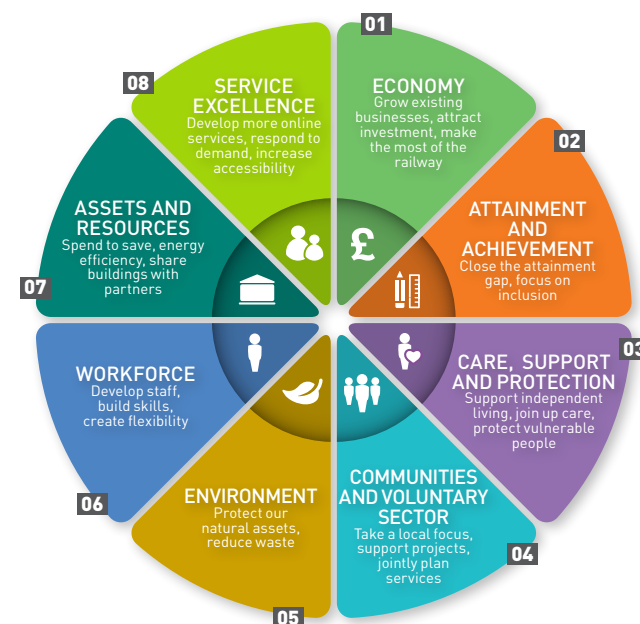 01
ECONOMY
Grow existing
businesses, attract
investment, make
the most of the
railway
£
02
ATTAINMENT
AND
ACHIEVEMENT
Close the attainment
gap, focus on
inclusion
03
CARE, SUPPORT
AND PROTECTION
Support independent
living, join up care,
protect vulnerable
people
04
COMMUNITIES
AND VOLUNTARY
SECTOR
Take a local focus,
support projects,
jointly plan
services
05
ENVIRONMENT
Protect our
natural assets,
reduce waste
06
WORKFORCE
Develop staff,
build skills,
create flexibility
07
ASSETS AND
RESOURCES
Spend to save, energy
efficiency, share
buildings with
partners
08
SERVICE
EXCELLENCE
Develop more online
services, respond to
demand, increase
accessibility